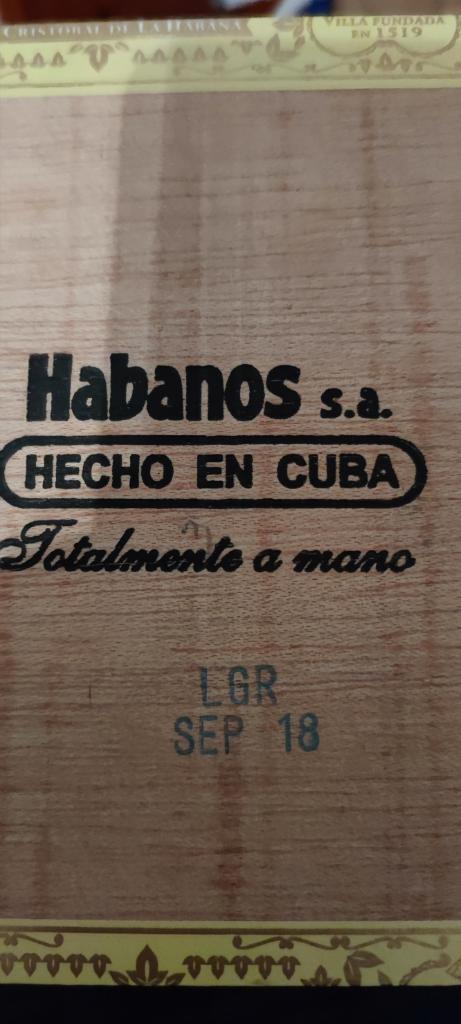 CRISTOBAL DE LA HABANA
VILLA FUNDADA
EN 1519
Habanos s.a.
HECHO EN CUBA
Totalmente a mano
LGR
SEP 18